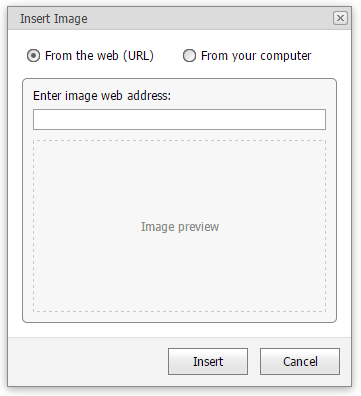 Insert Image
From the web (URL) From your computer
Enter image web address:
Image preview
Insert Cancel